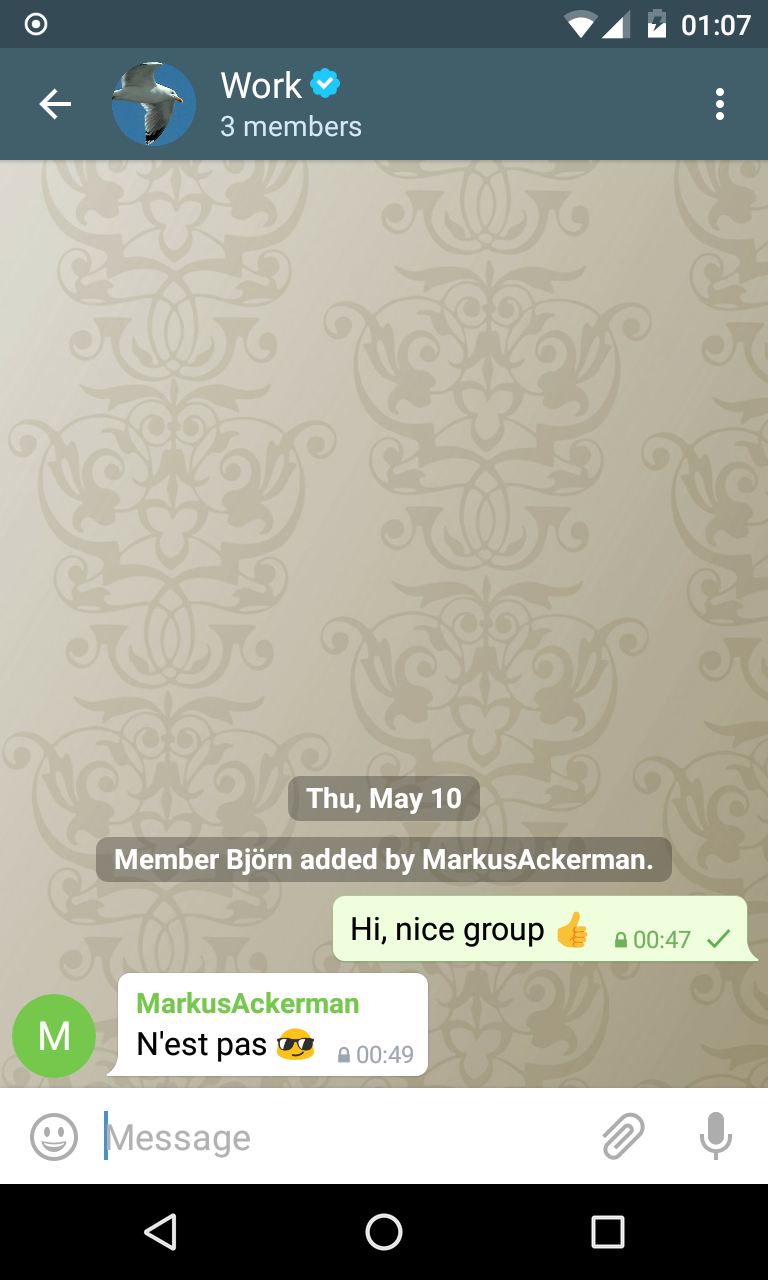 01:07
Work
3 members
Thu, May 10
Member Björn added by MarkusAckerman.
Hi, nice group 👍 00:47
MarkusAckerman
M
N'est pas 😎 00:49
Message